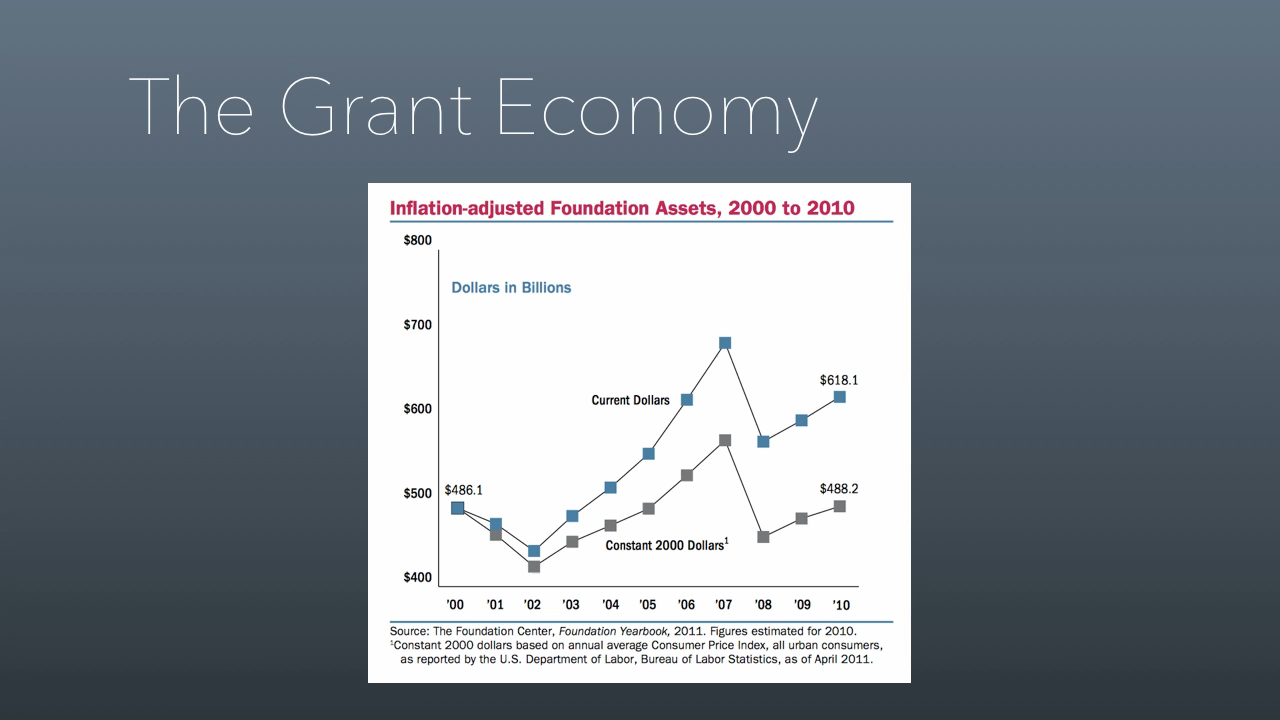 The Grant Economy
Inflation-adjusted Foundation Assets, 2000 to 2010
$800
Dollars in Billions
$700
$618.1
Current Dollars
$600
$486.1
$500
$488.2
Constant 2000 Dollars1
$400
'00 '01 '02 '03 '04 '05 '06 '07 '08 '09 '10
Source: The Foundation Center, Foundation Yearbook, 2011. Figures estimated for 2010.
1Constant 2000 dollars based on annual average Consumer Price Index, all urban consumers,
as reported by the U.S. Department of Labor, Bureau of Labor Statistics, as of April 2011.